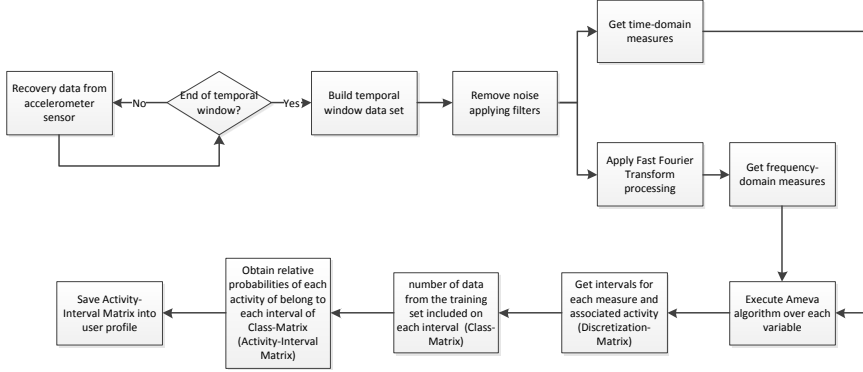 Get time-domain
measures
Recovery data from
accelerometer
sensor
No
End of temporal
window?
Yes
Build temporal
window data set
Remove noise
applying filters
Apply Fast Fourier
Transform
processing
Get frequency-
domain measures
Save Activity-
Interval Matrix into
user profile
Obtain relative
probabilities of each
activity of belong to
each interval of
Class-Matrix
(Activity-Interval
Matrix)
number of data
from the training
set included on
each interval (Class-
Matrix)
Get intervals for
each measure and
associated activity
(Discretization-
Matrix)
Execute Ameva
algorithm over each
variable